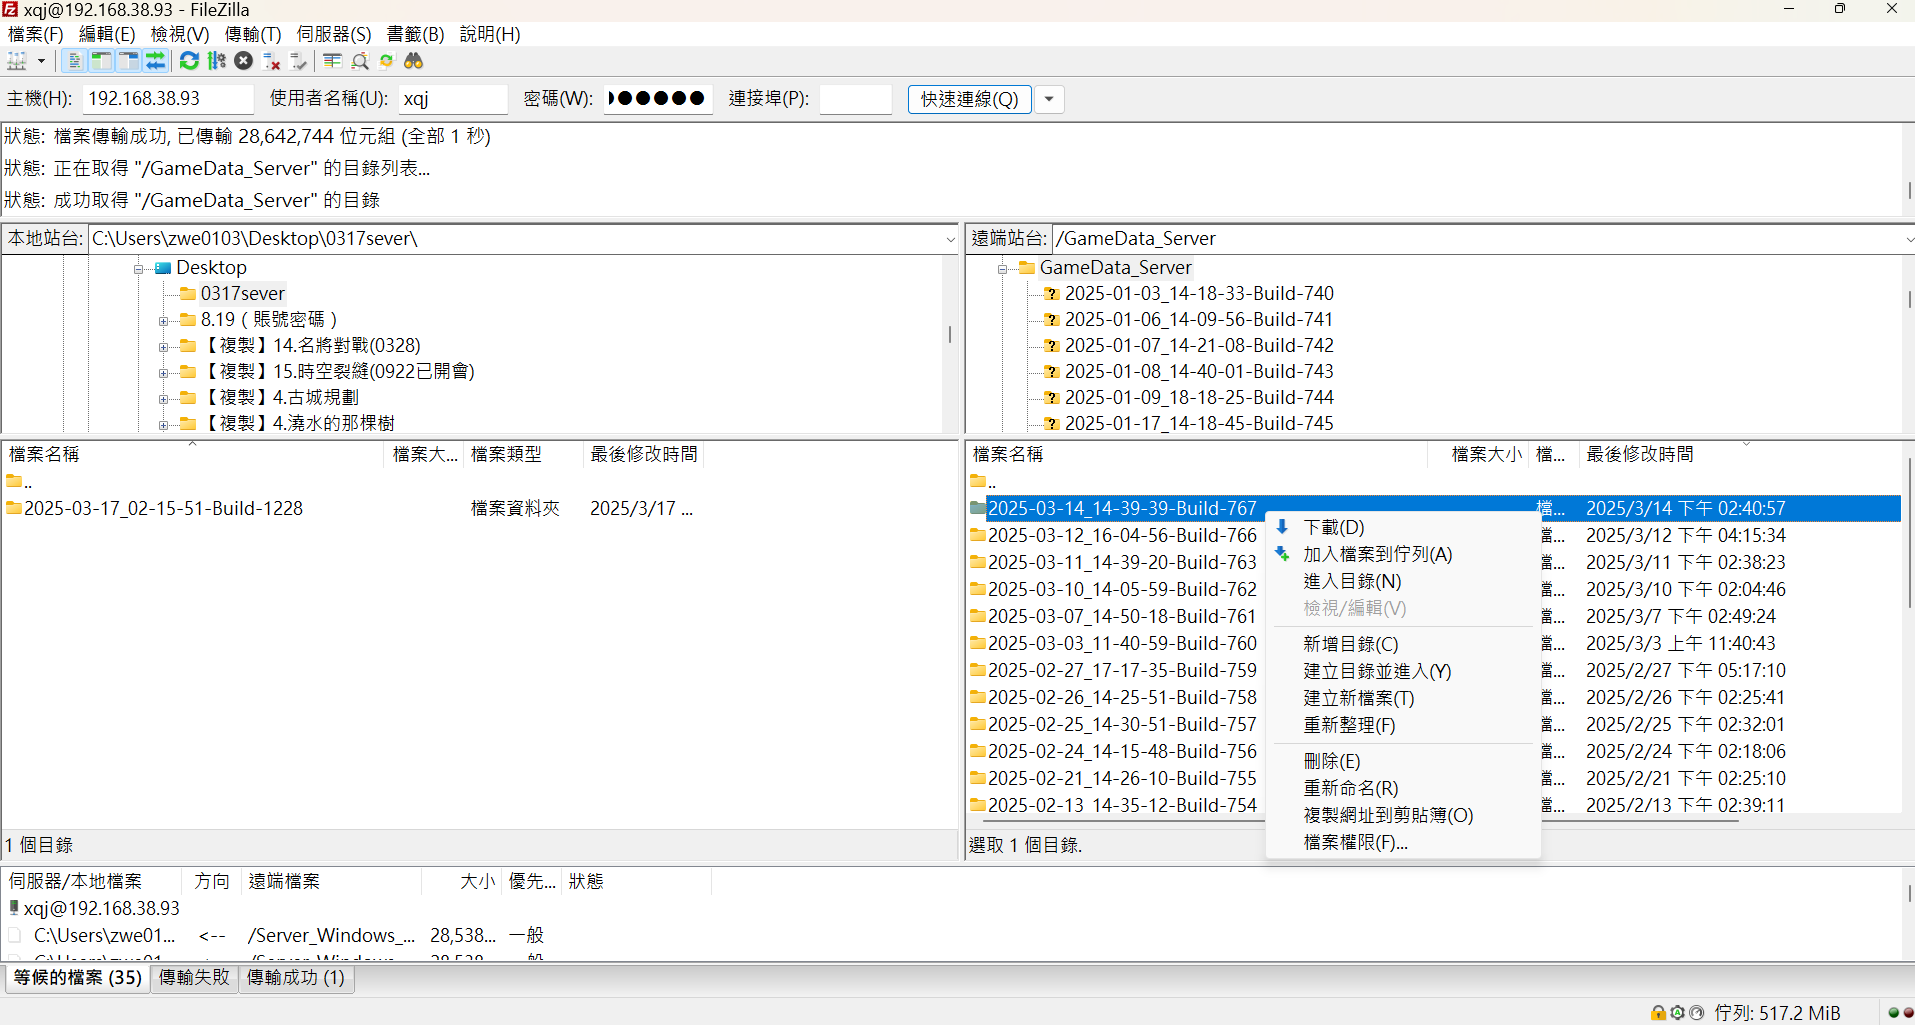 xqj@192.168.38.93 - FileZilla
檔案(F) 編輯(E) 檢視(V) 傳輸(T) 伺服器(S) 書籤(B) 說明(H)
主機(H): 192.168.38.93 使用者名稱(U): xqj 密碼(W): ●●●●●● 連接埠(P): 快速連線(Q)
狀態: 檔案傳輸成功, 已傳輸 28,642,744 位元組 (全部 1 秒)
狀態: 正在取得 "/GameData_Server" 的目錄列表...
狀態: 成功取得 "/GameData_Server" 的目錄
本地站台: C:\Users\zwe0103\Desktop\0317sever\
Desktop
0317sever
8.19 ( 賬號密碼 )
【複製】14.名將對戰(0328)
【複製】15.時空裂縫(0922已開會)
【複製】4.古城規劃
【複製】4.澆水的那棵樹
遠端站台: /GameData_Server
GameData_Server
2025-01-03_14-18-33-Build-740
2025-01-06_14-09-56-Build-741
2025-01-07_14-21-08-Build-742
2025-01-08_14-40-01-Build-743
2025-01-09_18-18-25-Build-744
2025-01-17_14-18-45-Build-745
檔案名稱 檔案大... 檔案類型 最後修改時間
..
2025-03-17_02-15-51-Build-1228 檔案資料夾 2025/3/17 ...
1 個目錄
檔案名稱 檔案大小 檔... 最後修改時間
..
2025-03-14_14-39-39-Build-767 檔... 2025/3/14 下午 02:40:57
2025-03-12_16-04-56-Build-766 檔... 2025/3/12 下午 04:15:34
2025-03-11_14-39-20-Build-763 檔... 2025/3/11 下午 02:38:23
2025-03-10_14-05-59-Build-762 檔... 2025/3/10 下午 02:04:46
2025-03-07_14-50-18-Build-761 檔... 2025/3/7 下午 02:49:24
2025-03-03_11-40-59-Build-760 檔... 2025/3/3 上午 11:40:43
2025-02-27_17-17-35-Build-759 檔... 2025/2/27 下午 05:17:10
2025-02-26_14-25-51-Build-758 檔... 2025/2/26 下午 02:25:41
2025-02-25_14-30-51-Build-757 檔... 2025/2/25 下午 02:32:01
2025-02-24_14-15-48-Build-756 檔... 2025/2/24 下午 02:18:06
2025-02-21_14-26-10-Build-755 檔... 2025/2/21 下午 02:25:10
2025-02-13_14-35-12-Build-754 檔... 2025/2/13 下午 02:39:11
選取 1 個目錄.
下載(D)
加入檔案到佇列(A)
進入目錄(N)
檢視/編輯(V)
新增目錄(C)
建立目錄並進入(Y)
建立新檔案(T)
重新整理(F)
刪除(E)
重新命名(R)
複製網址到剪貼簿(O)
檔案權限(F)...
伺服器/本地檔案 方向 遠端檔案 大小 優先... 狀態
xqj@192.168.38.93
C:\Users\zwe01... <-- /Server_Windows_... 28,538... 一般
等候的檔案 (35) 傳輸失敗 傳輸成功 (1)
佇列: 517.2 MiB